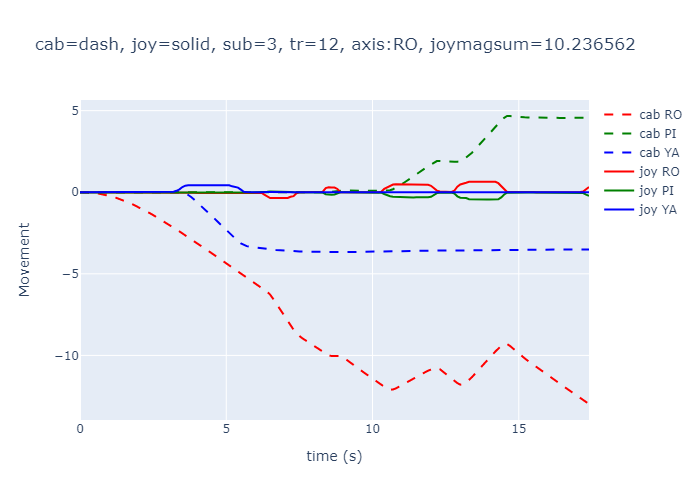 cab=dash, joy=solid, sub=3, tr=12, axis:RO, joymagsum=10.236562
5
0
−5
−10
Movement
0
5
10
15
time (s)
cab RO
cab PI
cab YA
joy RO
joy PI
joy YA